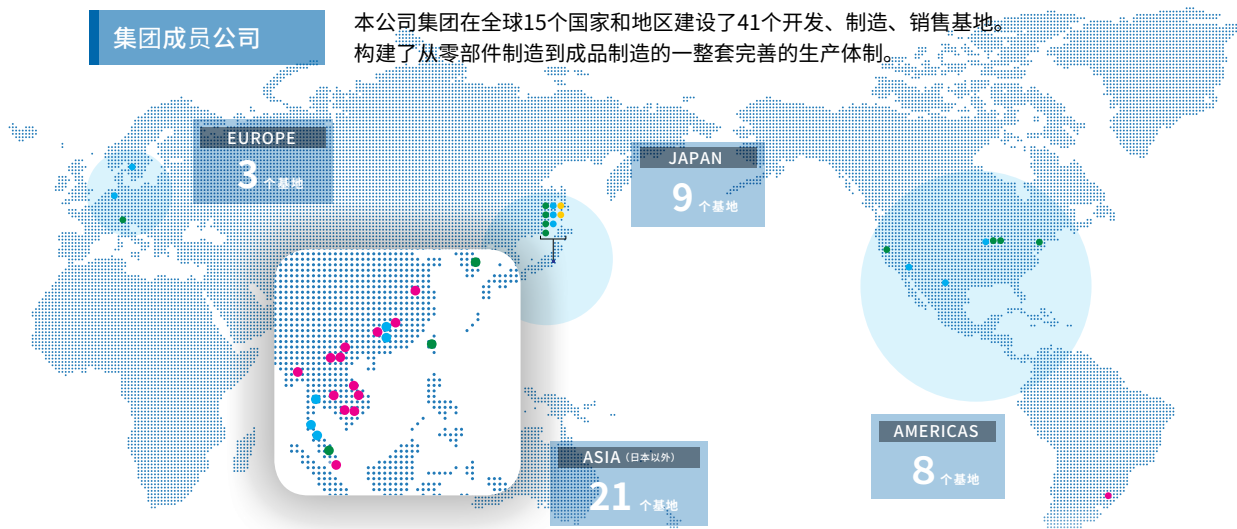 集团成员公司
本公司集团在全球15个国家和地区建设了41个开发、制造、销售基地。
构建了从零部件制造到成品制造的一整套完善的生产体制。
EUROPE
3 个基地
JAPAN
9 个基地
AMERICAS
8 个基地
ASIA（日本以外）
21 个基地